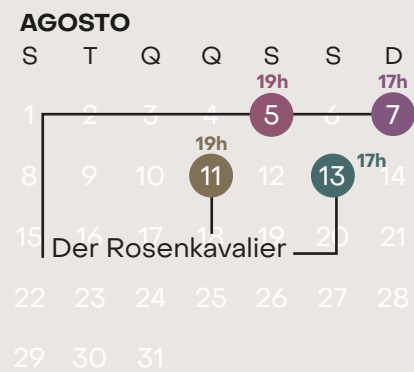 AGOSTO
S T Q Q S S D
19h 17h
1 2 3 4 5 6 7
19h 17h
8 9 10 11 12 13 14
15 16 17 18 19 20 21
Der Rosenkavalier
22 23 24 25 26 27 28
29 30 31